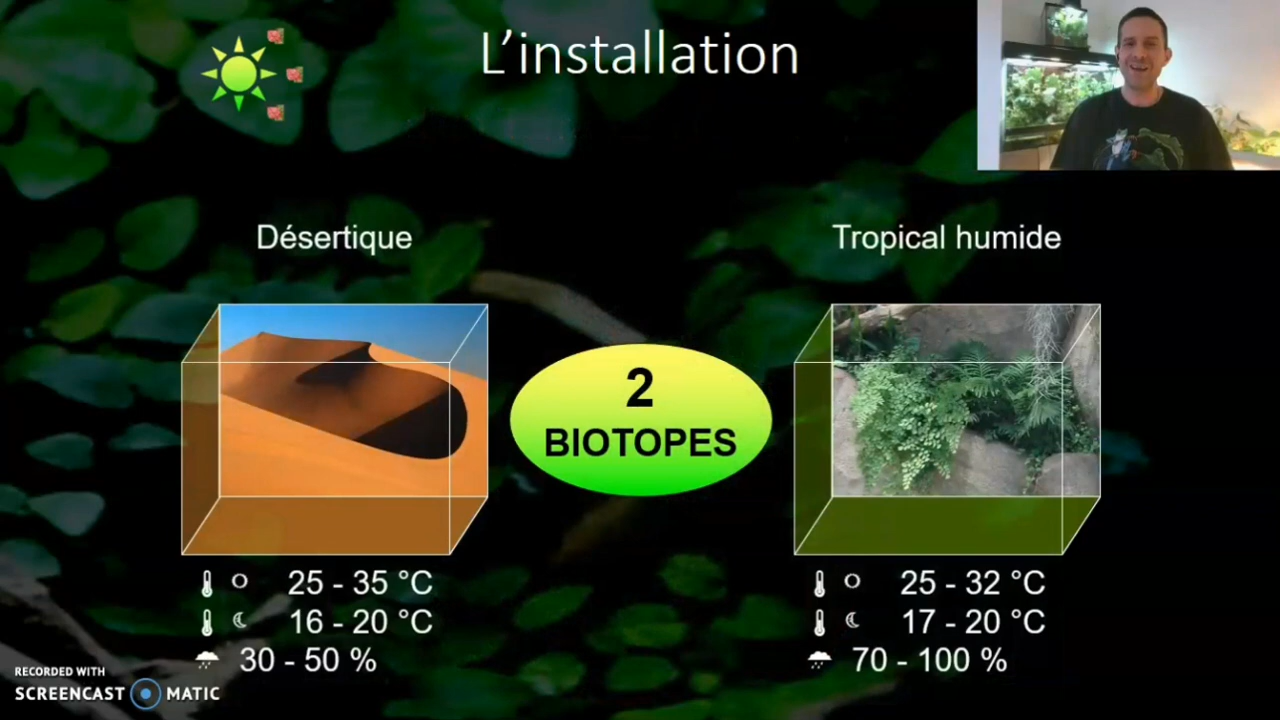 L'installation
Désertique
Tropical humide
2
BIOTOPES
25 - 35 °C
16 - 20 °C
30 - 50 %
25 - 32 °C
17 - 20 °C
70 - 100 %
RECORDED WITH
SCREENCAST MATIC